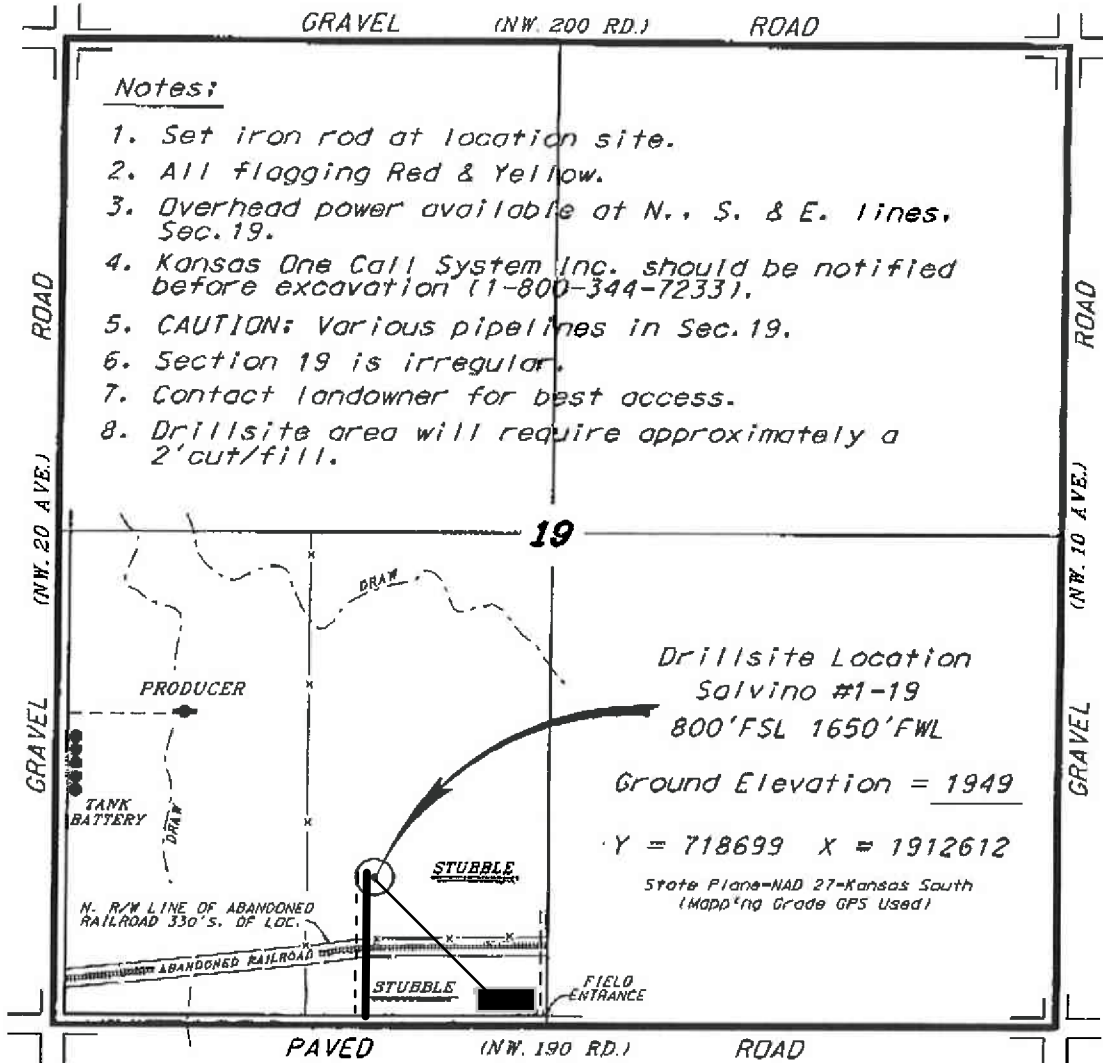 GRAVEL (NW. 200 RD.) ROAD
Notes:
1. Set iron rod at location site.
2. All flagging Red & Yellow.
3. Overhead power available at N., S. & E. lines,
Sec. 19.
4. Kansas One Call System Inc. should be notified
before excavation (1-800-344-7233).
5. CAUTION: Various pipelines in Sec. 19.
6. Section 19 is irregular.
7. Contact landowner for best access.
8. Drillsite area will require approximately a
2' cut/fill.
GRAVEL (NW. 20 AVE.) ROAD
ROAD (NW. 10 AVE.) GRAVEL
19
DRAW
PRODUCER
TANK
BATTERY
DRAW
Drillsite Location
Salvino #1-19
800' FSL 1650' FWL
Ground Elevation = 1949
Y = 718699 X = 1912612
State Plane-NAD 27-Kansas South
(Mapping Grade GPS Used)
STUBBLE
N. R/W LINE OF ABANDONED
RAILROAD 330'S. OF LOC.
ABANDONED RAILROAD
STUBBLE
FIELD
ENTRANCE
PAVED (NW. 190 RD.) ROAD